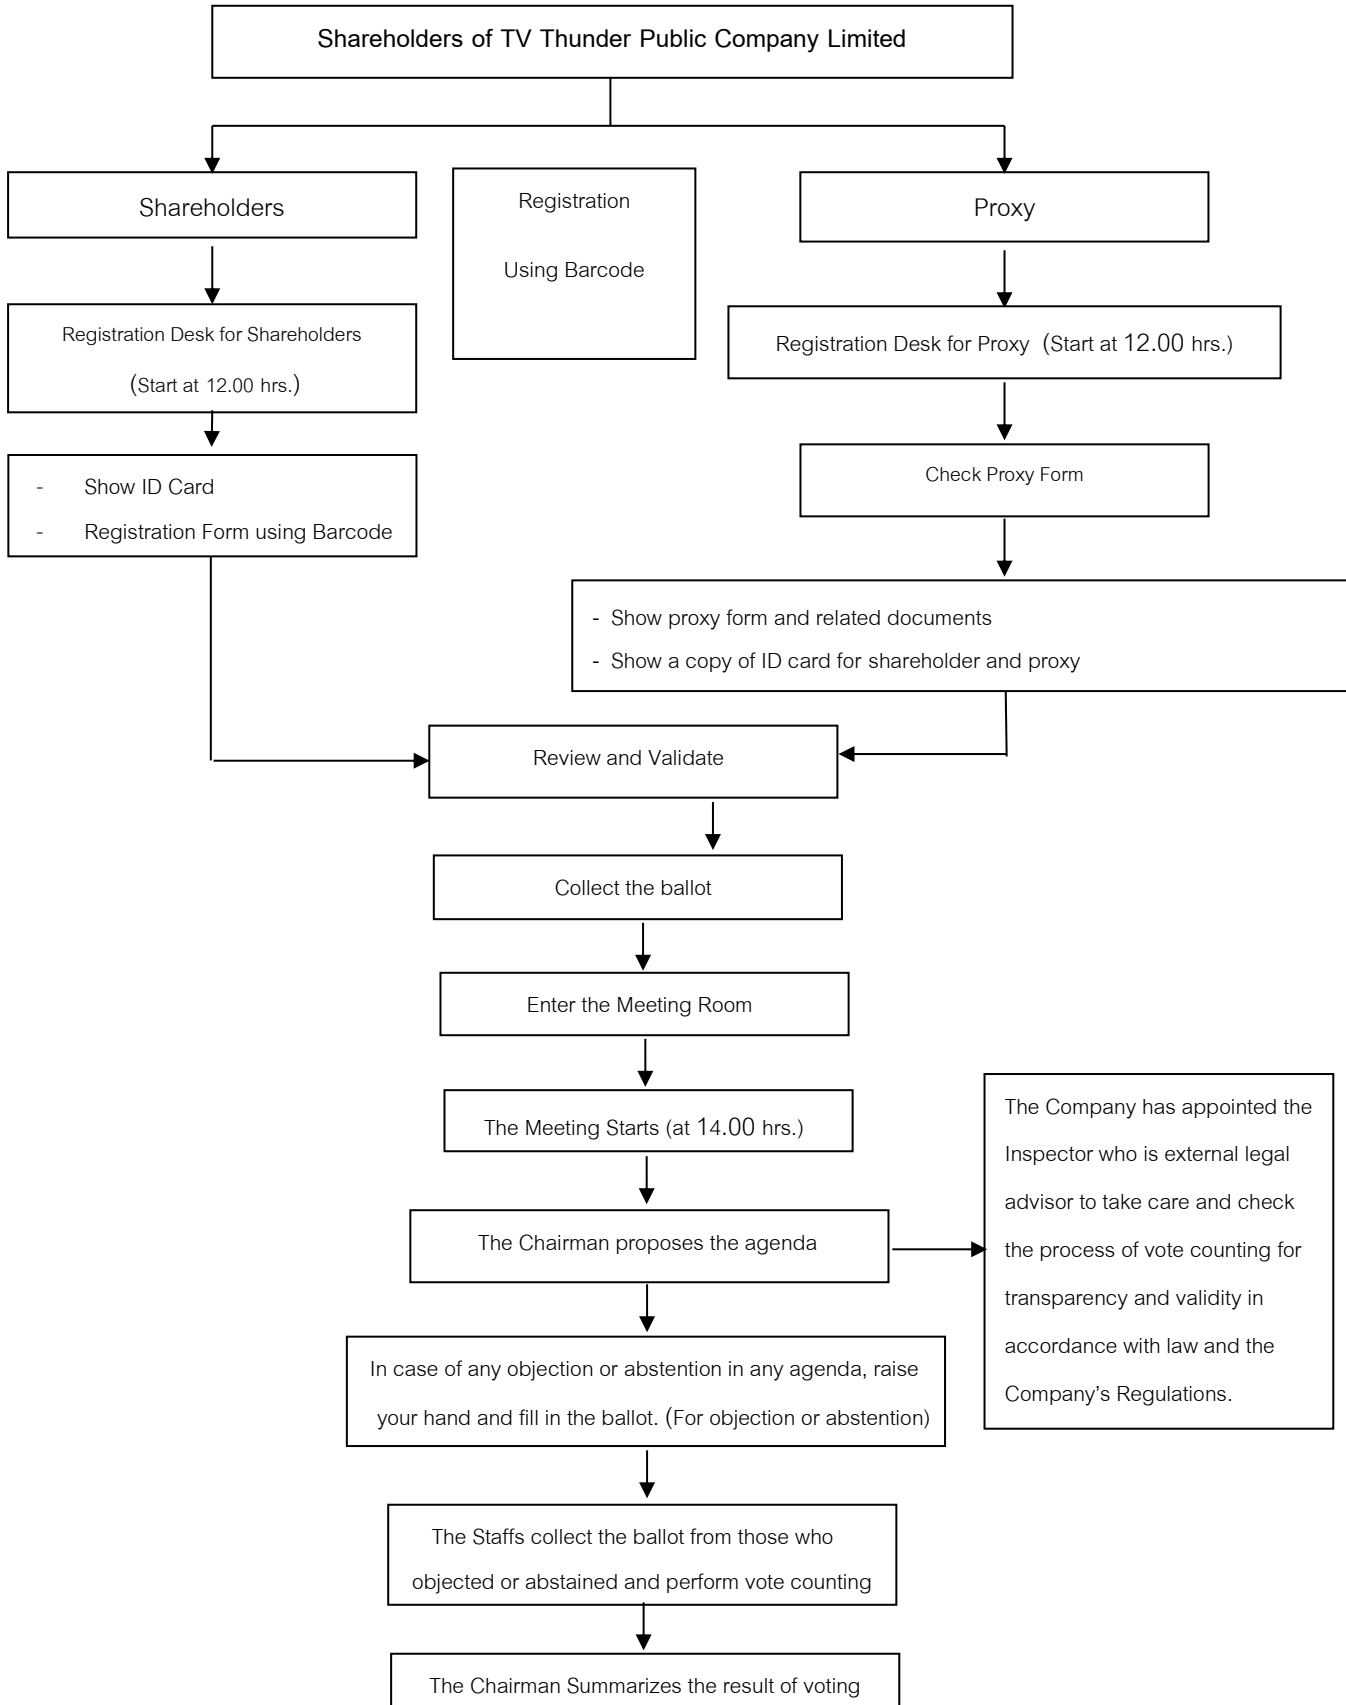 Shareholders of TV Thunder Public Company Limited
Shareholders
Registration
Using Barcode
Proxy
Registration Desk for Shareholders
(Start at 12.00 hrs.)
Registration Desk for Proxy (Start at 12.00 hrs.)
- Show ID Card
- Registration Form using Barcode
Check Proxy Form
- Show proxy form and related documents
- Show a copy of ID card for shareholder and proxy
Review and Validate
Collect the ballot
Enter the Meeting Room
The Meeting Starts (at 14.00 hrs.)
The Chairman proposes the agenda
The Company has appointed the
Inspector who is external legal
advisor to take care and check
the process of vote counting for
transparency and validity in
accordance with law and the
Company's Regulations.
In case of any objection or abstention in any agenda, raise
your hand and fill in the ballot. (For objection or abstention)
The Staffs collect the ballot from those who
objected or abstained and perform vote counting
The Chairman Summarizes the result of voting